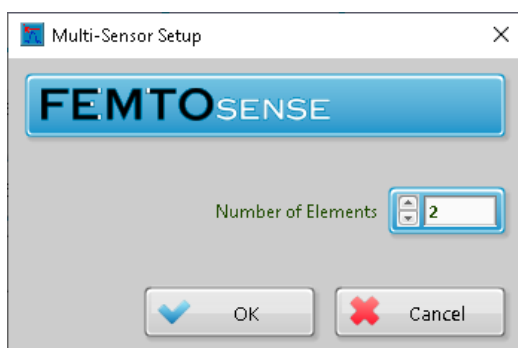 Multi-Sensor Setup
FEMTOSENSE
Number of Elements 2
OK Cancel